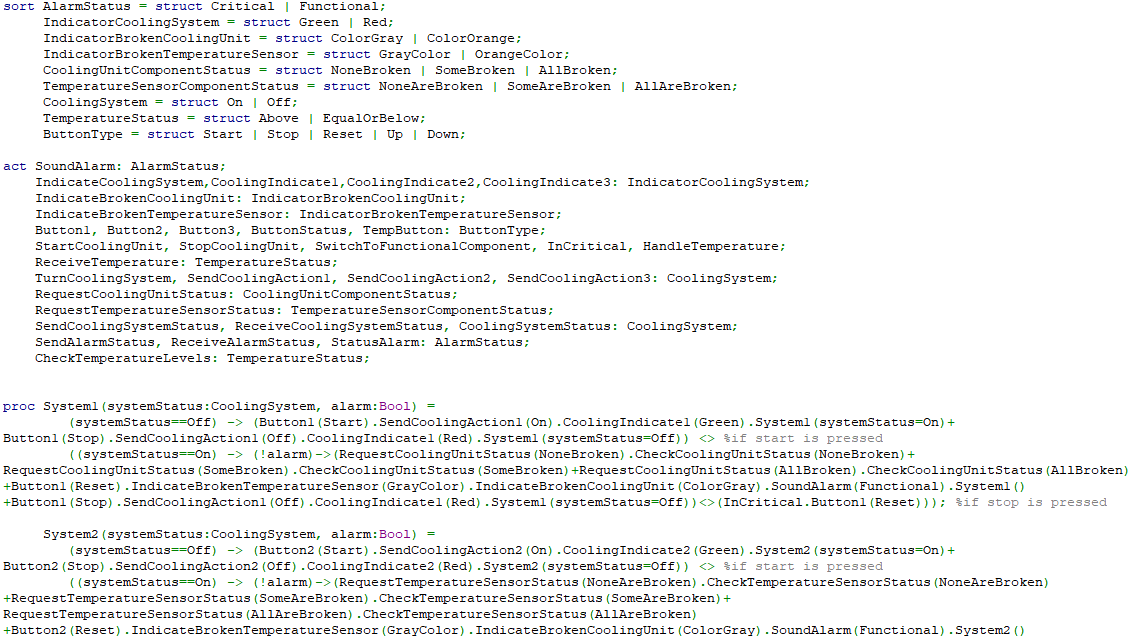 sort AlarmStatus = struct Critical | Functional;
IndicatorCoolingSystem = struct Green | Red;
IndicatorBrokenCoolingUnit = struct ColorGray | ColorOrange;
IndicatorBrokenTemperatureSensor = struct GrayColor | OrangeColor;
CoolingUnitComponentStatus = struct NoneBroken | SomeBroken | AllBroken;
TemperatureSensorComponentStatus = struct NoneAreBroken | SomeAreBroken | AllAreBroken;
CoolingSystem = struct On | Off;
TemperatureStatus = struct Above | EqualOrBelow;
ButtonType = struct Start | Stop | Reset | Up | Down;
act SoundAlarm: AlarmStatus;
IndicateCoolingSystem,CoolingIndicate1,CoolingIndicate2,CoolingIndicate3: IndicatorCoolingSystem;
IndicateBrokenCoolingUnit: IndicatorBrokenCoolingUnit;
IndicateBrokenTemperatureSensor: IndicatorBrokenTemperatureSensor;
Button1, Button2, Button3, ButtonStatus, TempButton: ButtonType;
StartCoolingUnit, StopCoolingUnit, SwitchToFunctionalComponent, InCritical, HandleTemperature;
ReceiveTemperature: TemperatureStatus;
TurnCoolingSystem, SendCoolingAction1, SendCoolingAction2, SendCoolingAction3: CoolingSystem;
RequestCoolingUnitStatus: CoolingUnitComponentStatus;
RequestTemperatureSensorStatus: TemperatureSensorComponentStatus;
SendCoolingSystemStatus, ReceiveCoolingSystemStatus, CoolingSystemStatus: CoolingSystem;
SendAlarmStatus, ReceiveAlarmStatus, StatusAlarm: AlarmStatus;
CheckTemperatureLevels: TemperatureStatus;
proc System1(systemStatus:CoolingSystem, alarm:Bool) =
(systemStatus==Off) -> (Button1(Start).SendCoolingAction1(On).CoolingIndicate1(Green).System1(systemStatus=On)+
Button1(Stop).SendCoolingAction1(Off).CoolingIndicate1(Red).System1(systemStatus=Off)) <> %if start is pressed
((systemStatus==On) -> (!alarm)->(RequestCoolingUnitStatus(NoneBroken).CheckCoolingUnitStatus(NoneBroken)+
RequestCoolingUnitStatus(SomeBroken).CheckCoolingUnitStatus(SomeBroken)+RequestCoolingUnitStatus(AllBroken).CheckCoolingUnitStatus(AllBroken)
+Button1(Reset).IndicateBrokenTemperatureSensor(GrayColor).IndicateBrokenCoolingUnit(ColorGray).SoundAlarm(Functional).System1()
+Button1(Stop).SendCoolingAction1(Off).CoolingIndicate1(Red).System1(systemStatus=Off))<>(InCritical.Button1(Reset))); %if stop is pressed
System2(systemStatus:CoolingSystem, alarm:Bool) =
(systemStatus==Off) -> (Button2(Start).SendCoolingAction2(On).CoolingIndicate2(Green).System2(systemStatus=On)+
Button2(Stop).SendCoolingAction2(Off).CoolingIndicate2(Red).System2(systemStatus=Off)) <> %if start is pressed
((systemStatus==On) -> (!alarm)->(RequestTemperatureSensorStatus(NoneAreBroken).CheckTemperatureSensorStatus(NoneAreBroken)
+RequestTemperatureSensorStatus(SomeAreBroken).CheckTemperatureSensorStatus(SomeAreBroken)+
RequestTemperatureSensorStatus(AllAreBroken).CheckTemperatureSensorStatus(AllAreBroken)
+Button2(Reset).IndicateBrokenTemperatureSensor(GrayColor).IndicateBrokenCoolingUnit(ColorGray).SoundAlarm(Functional).System2()